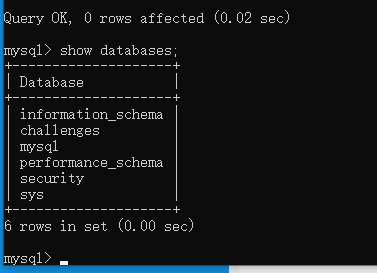 Query OK, 0 rows affected (0.02 sec)
mysql> show databases;
+--------------------+
| Database           |
+--------------------+
| information_schema |
| challenges         |
| mysql              |
| performance_schema |
| security           |
| sys                |
+--------------------+
6 rows in set (0.00 sec)
mysql>